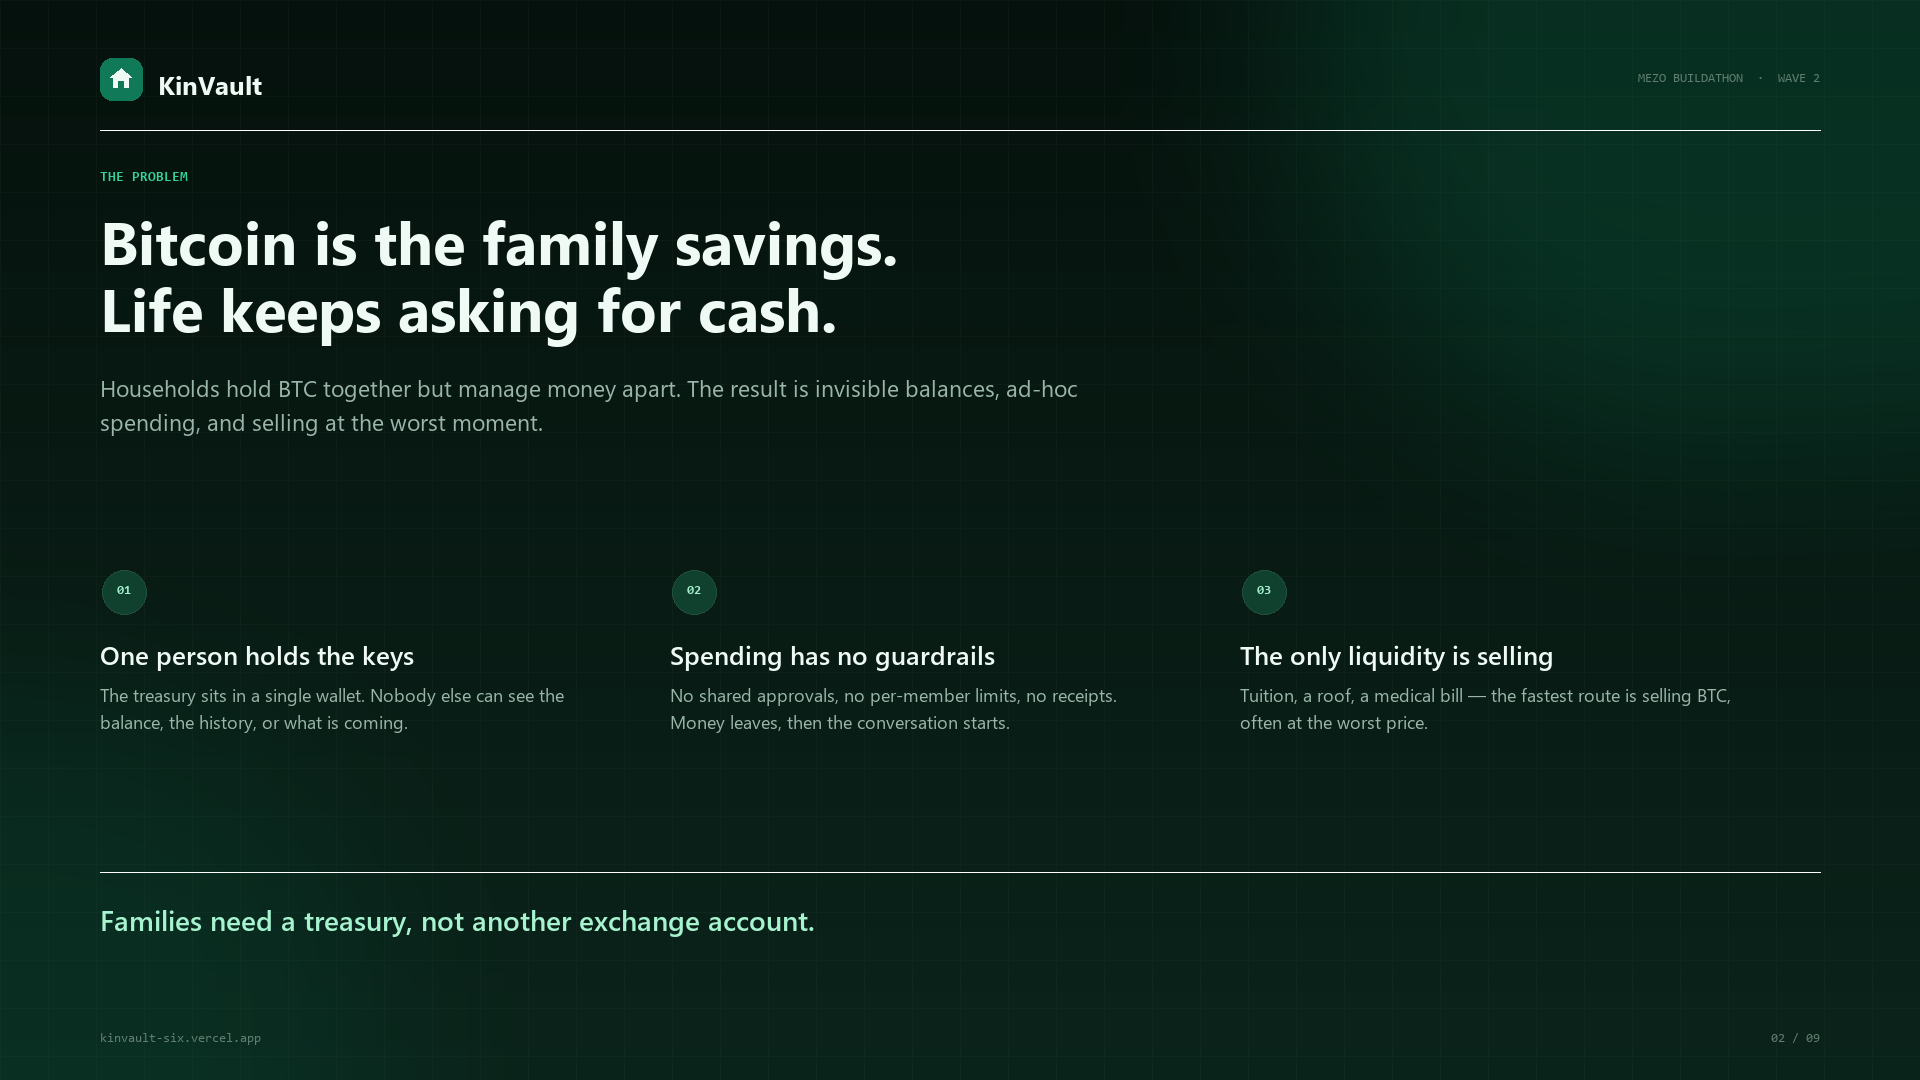 KinVault
MEZO BUILDATHON · WAVE 2
THE PROBLEM
Bitcoin is the family savings.
Life keeps asking for cash.
Households hold BTC together but manage money apart. The result is invisible balances, ad-hoc
spending, and selling at the worst moment.
01
One person holds the keys
The treasury sits in a single wallet. Nobody else can see the
balance, the history, or what is coming.
02
Spending has no guardrails
No shared approvals, no per-member limits, no receipts.
Money leaves, then the conversation starts.
03
The only liquidity is selling
Tuition, a roof, a medical bill — the fastest route is selling BTC,
often at the worst price.
Families need a treasury, not another exchange account.
kinvault-six.vercel.app
02 / 09